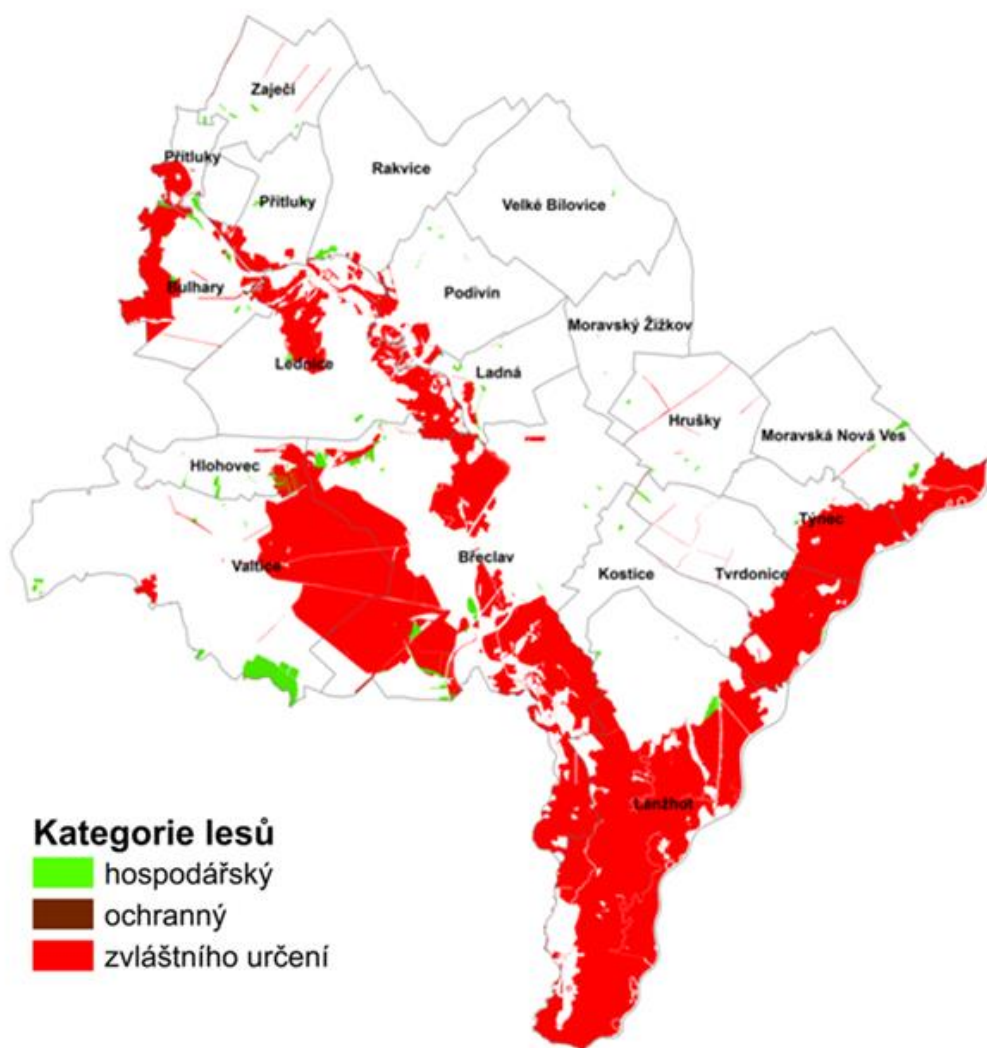 Zaječí
Přítluky
Rakvice
Přítluky
Velké Bílovice
Bulhary
Podivín
Moravský Žižkov
Lednice
Ladná
Hrušky
Moravská Nová Ves
Hlohovec
Týnec
Valtice
Břeclav
Kostice
Tvrdonice
Lanžhot
Kategorie lesů
hospodářský
ochranný
zvláštního určení